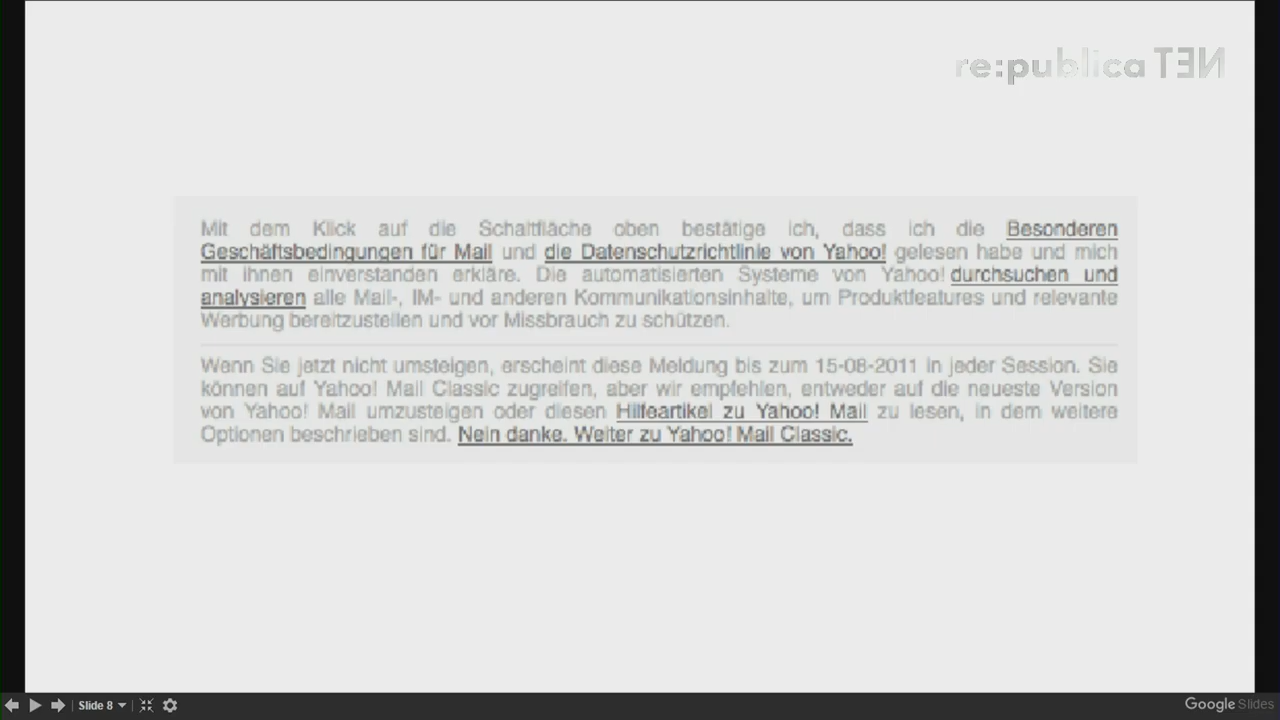 re:publica TEN
Mit dem Klick auf die Schaltfläche oben bestätige ich, dass ich die Besonderen
Geschäftsbedingungen für Mail und die Datenschutzrichtlinie von Yahoo! gelesen habe und mich
mit ihnen einverstanden erkläre. Die automatisierten Systeme von Yahoo! durchsuchen und
analysieren alle Mail-, IM- und anderen Kommunikationsinhalte, um Produktfeatures und relevante
Werbung bereitzustellen und vor Missbrauch zu schützen.
Wenn Sie jetzt nicht umsteigen, erscheint diese Meldung bis zum 15-08-2011 in jeder Session. Sie
können auf Yahoo! Mail Classic zugreifen, aber wir empfehlen, entweder auf die neueste Version
von Yahoo! Mail umzusteigen oder diesen Hilfeartikel zu Yahoo! Mail zu lesen, in dem weitere
Optionen beschrieben sind. Nein danke. Weiter zu Yahoo! Mail Classic.
Slide 8
Google Slides